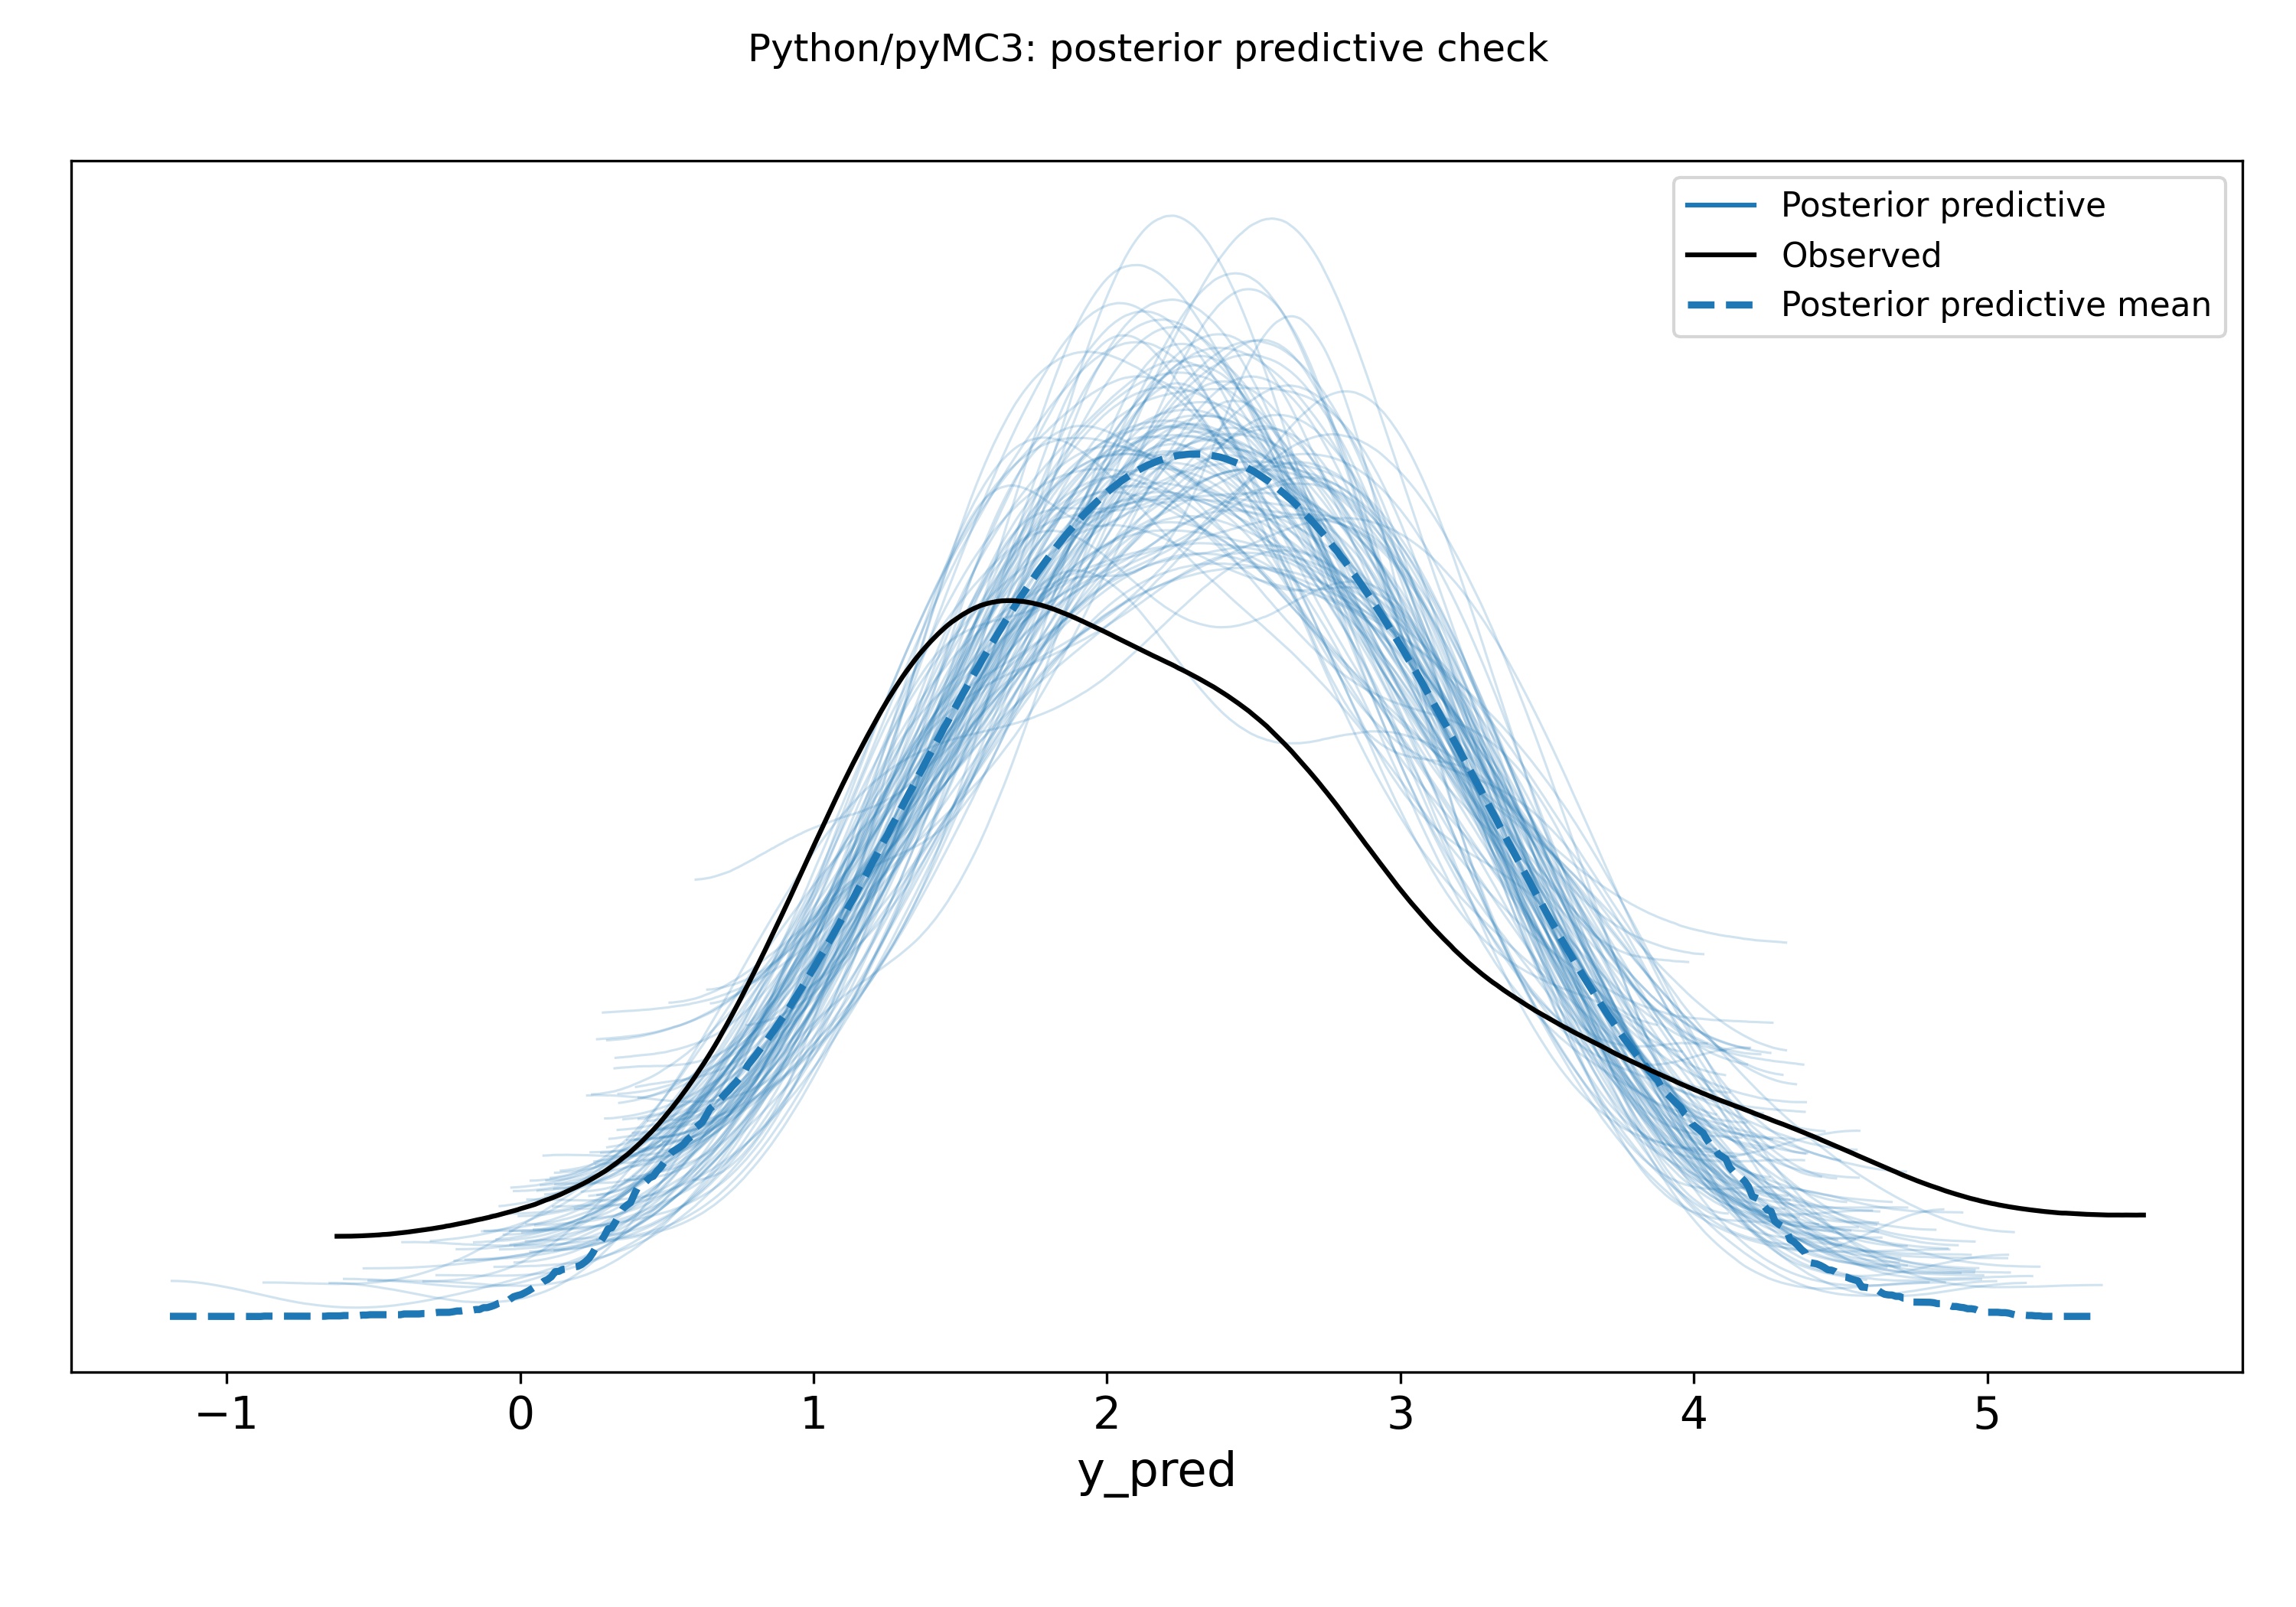 Python/pyMC3: posterior predictive check
Posterior predictive
Observed
Posterior predictive mean
−1 0 1 2 3 4 5
y_pred